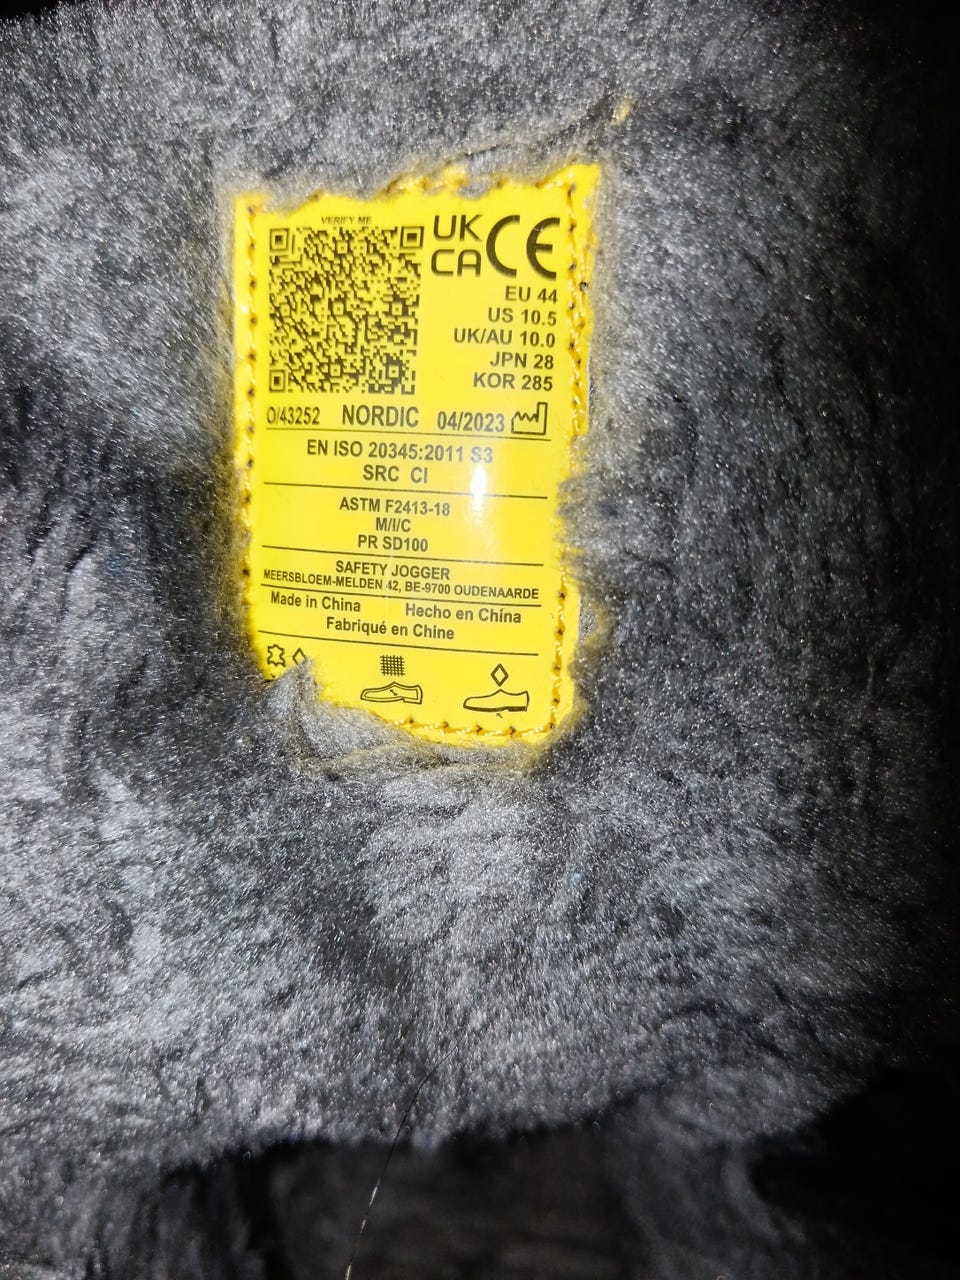 VERIFY ME
UK
CA CE
EU 44
US 10.5
UK/AU 10.0
JPN 28
KOR 285
O/43252 NORDIC 04/2023
EN ISO 20345:2011 S3
SRC CI
ASTM F2413-18
M/I/C
PR SD100
SAFETY JOGGER
MEERSBLOEM-MELDEN 42, BE-9700 OUDENAARDE
Made in China Hecho en China
Fabriqué en Chine